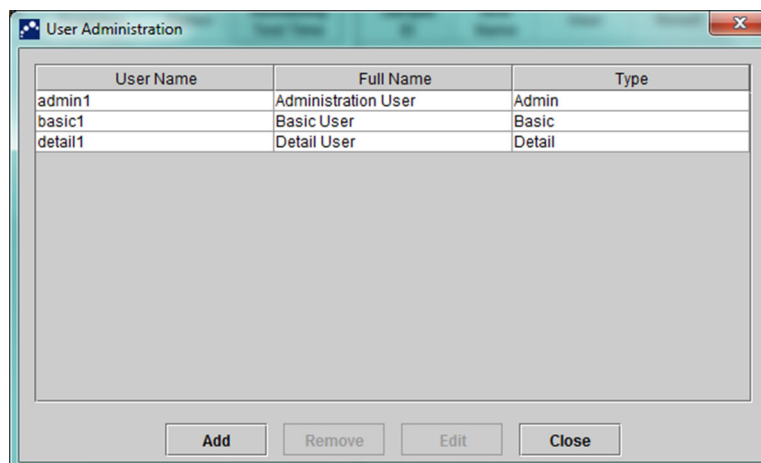 User Administration
User Name Full Name Type
admin1 Administration User Admin
basic1 Basic User Basic
detail1 Detail User Detail
Add Remove Edit Close